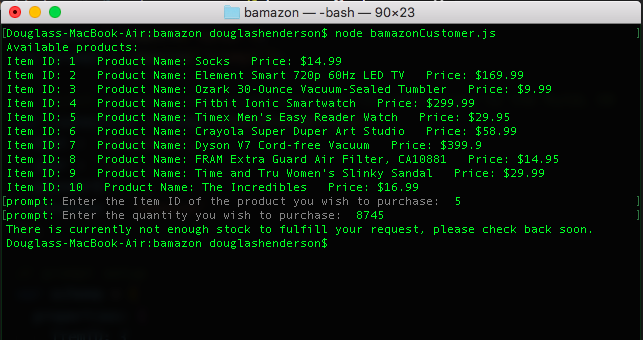 bamazon — -bash — 90×23
[Douglass-MacBook-Air:bamazon douglashenderson$ node bamazonCustomer.js ]
Available products:
Item ID: 1   Product Name: Socks   Price: $14.99
Item ID: 2   Product Name: Element Smart 720p 60Hz LED TV   Price: $169.99
Item ID: 3   Product Name: Ozark 30-Ounce Vacuum-Sealed Tumbler   Price: $9.99
Item ID: 4   Product Name: Fitbit Ionic Smartwatch   Price: $299.99
Item ID: 5   Product Name: Timex Men's Easy Reader Watch   Price: $29.95
Item ID: 6   Product Name: Crayola Super Duper Art Studio   Price: $58.99
Item ID: 7   Product Name: Dyson V7 Cord-free Vacuum   Price: $399.9
Item ID: 8   Product Name: FRAM Extra Guard Air Filter, CA10881   Price: $14.95
Item ID: 9   Product Name: Time and Tru Women's Slinky Sandal   Price: $29.99
Item ID: 10   Product Name: The Incredibles   Price: $16.99
[prompt: Enter the Item ID of the product you wish to purchase:  5 ]
[prompt: Enter the quantity you wish to purchase:  8745 ]
There is currently not enough stock to fulfill your request, please check back soon.
Douglass-MacBook-Air:bamazon douglashenderson$